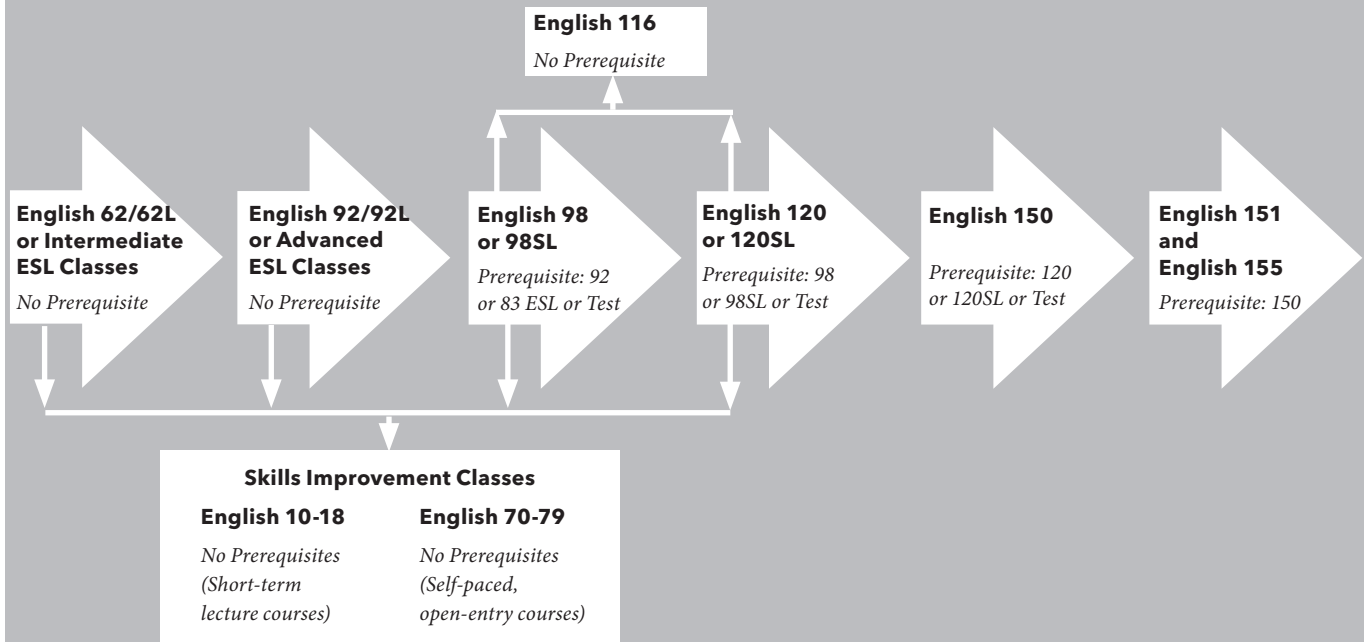 English 116
No Prerequisite
English 62/62L
or Intermediate
ESL Classes
No Prerequisite
English 92/92L
or Advanced
ESL Classes
No Prerequisite
English 98
or 98SL
Prerequisite: 92
or 83 ESL or Test
English 120
or 120SL
Prerequisite: 98
or 98SL or Test
English 150
Prerequisite: 120
or 120SL or Test
English 151
and
English 155
Prerequisite: 150
Skills Improvement Classes
English 10-18
No Prerequisites
(Short-term
lecture courses)
English 70-79
No Prerequisites
(Self-paced,
open-entry courses)